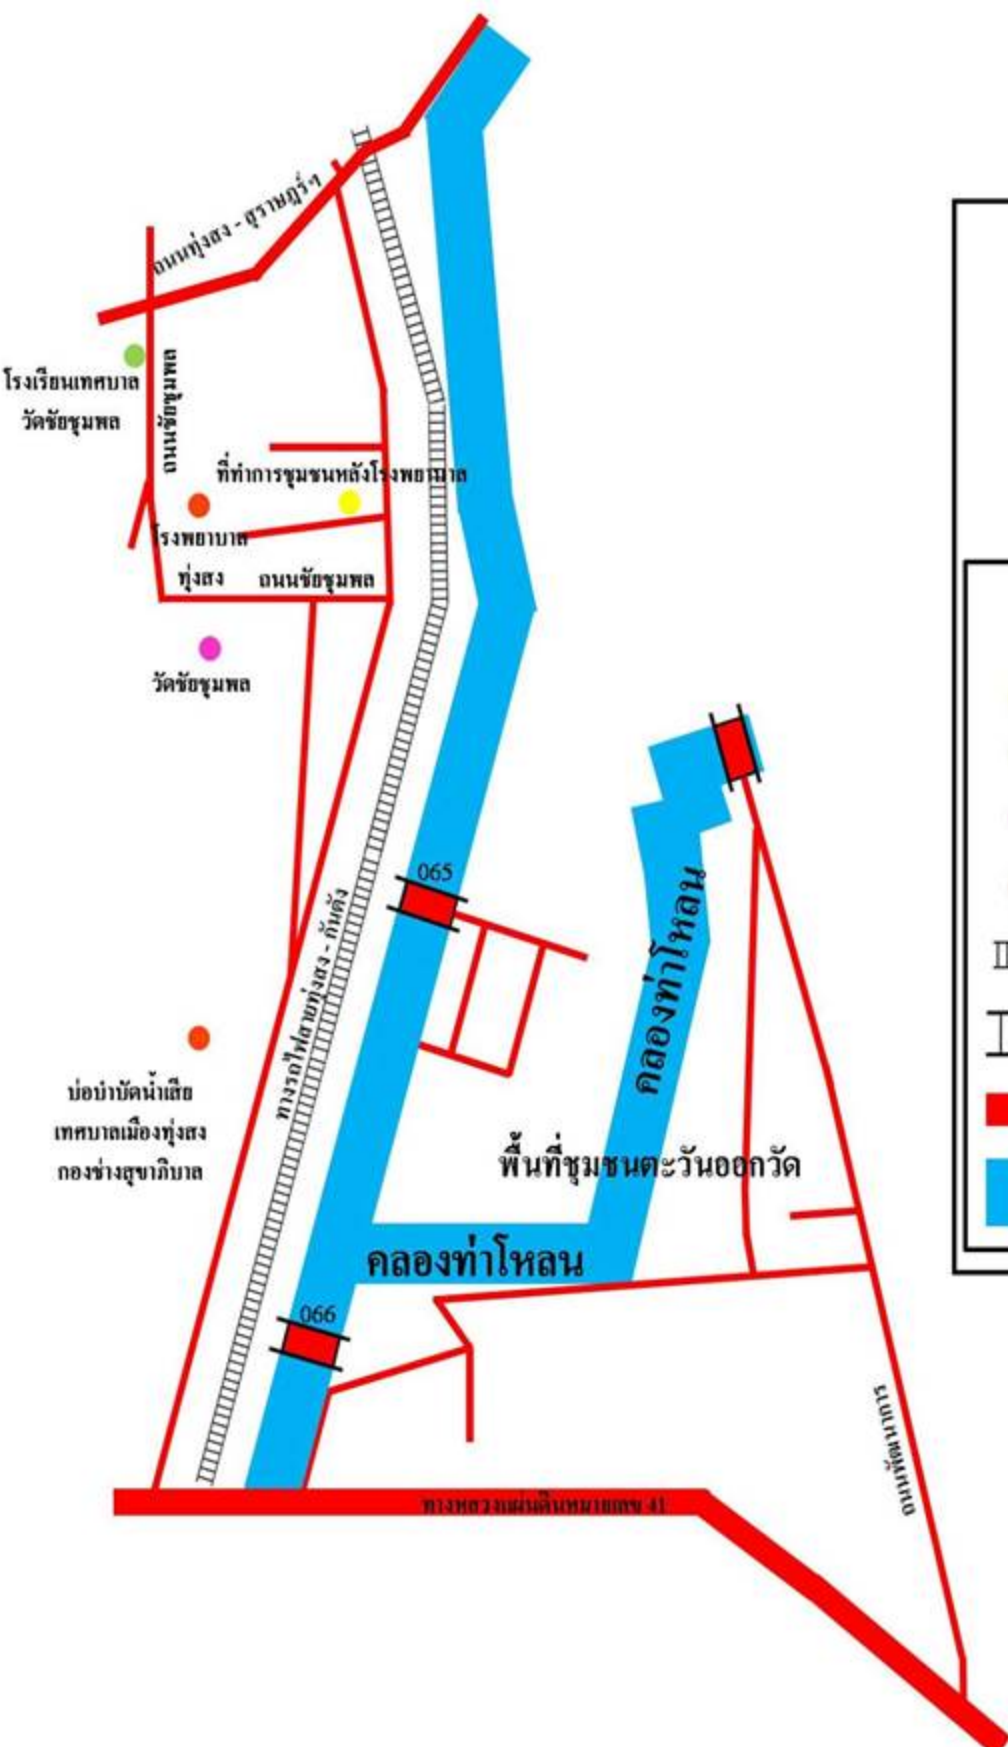 ถนนทุ่งสง - สุราษฎร์ฯ
โรงเรียนเทศบาล
วัดชัยชุมพล
ถนนชัยชุมพล
ที่ทำการชุมชนหลังโรงพยาบาล
โรงพยาบาล
ทุ่งสง
ถนนชัยชุมพล
วัดชัยชุมพล
065
คลองท่าโหลน
ทางรถไฟสายทุ่งสง - กันตัง
บ่อบำบัดน้ำเสีย
เทศบาลเมืองทุ่งสง
กองช่างสุขาภิบาล
พื้นที่ชุมชนตะวันออกวัด
คลองท่าโหลน
066
ถนนพัฒนาการ
ทางหลวงแผ่นดินหมายเลข 41